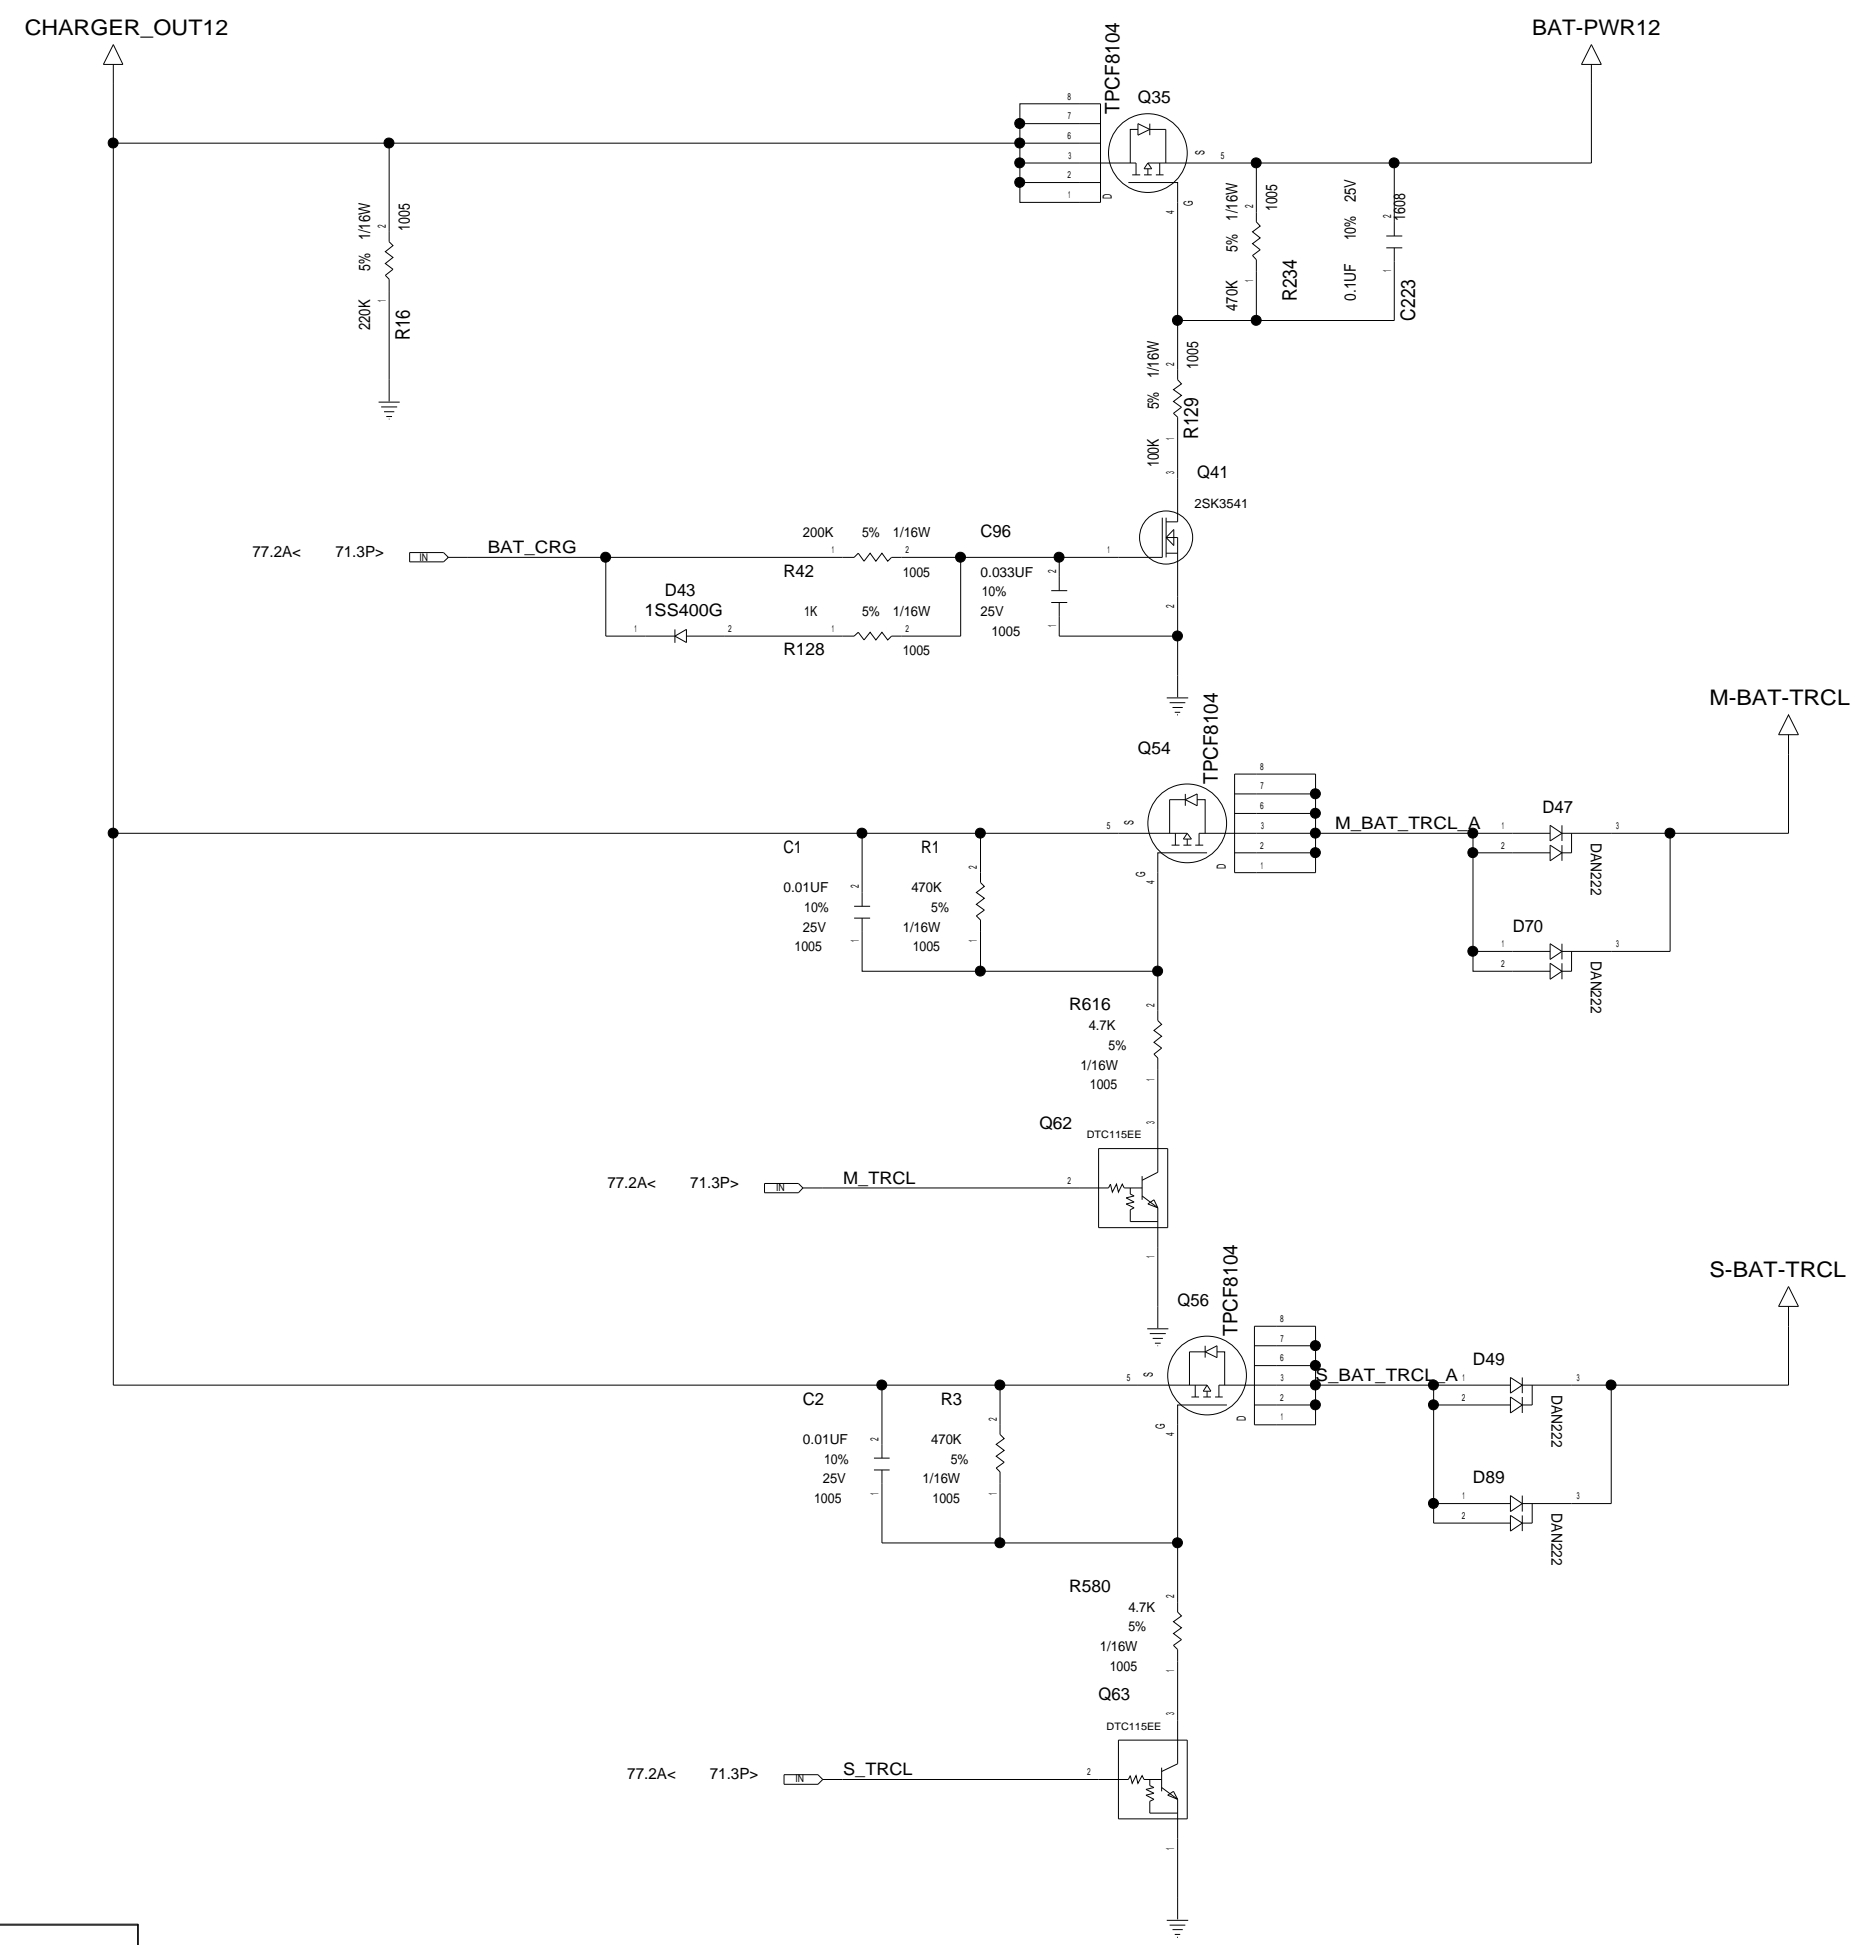 CHARGER_OUT12
BAT-PWR12
TPCF8104
Q35
8
7
6
3
2
1
D
S
5
4
G
220K 5% 1/16W
1
2
1005
R16
470K 5% 1/16W
1
2
1005
R234
0.1UF 10% 25V
1
2
1608
C223
100K 5% 1/16W
1
2
1005
R129
3
Q41
2SK3541
1
2
77.2A< 71.3P> IN BAT_CRG
200K 5% 1/16W
1 2
R42 1005
D43
1SS400G
1 2
1K 5% 1/16W
1 2
R128 1005
C96
0.033UF
10%
25V
1005
2
1
M-BAT-TRCL
Q54
TPCF8104
5
S
G
4
D
8
7
6
3
2
1
M_BAT_TRCL_A
D47
1 3
2
DAN222
D70
1 3
2
DAN222
C1
0.01UF
10%
25V
1005
2
1
R1
470K
5%
1/16W
1005
2
1
R616
4.7K
5%
1/16W
1005
2
1
Q62
DTC115EE
3
2
1
77.2A< 71.3P> IN M_TRCL
S-BAT-TRCL
Q56
TPCF8104
5
S
G
4
D
8
7
6
3
2
1
S_BAT_TRCL_A
D49
1 3
2
DAN222
D89
1 3
2
DAN222
C2
0.01UF
10%
25V
1005
2
1
R3
470K
5%
1/16W
1005
2
1
R580
4.7K
5%
1/16W
1005
2
1
Q63
DTC115EE
3
2
1
77.2A< 71.3P> IN S_TRCL